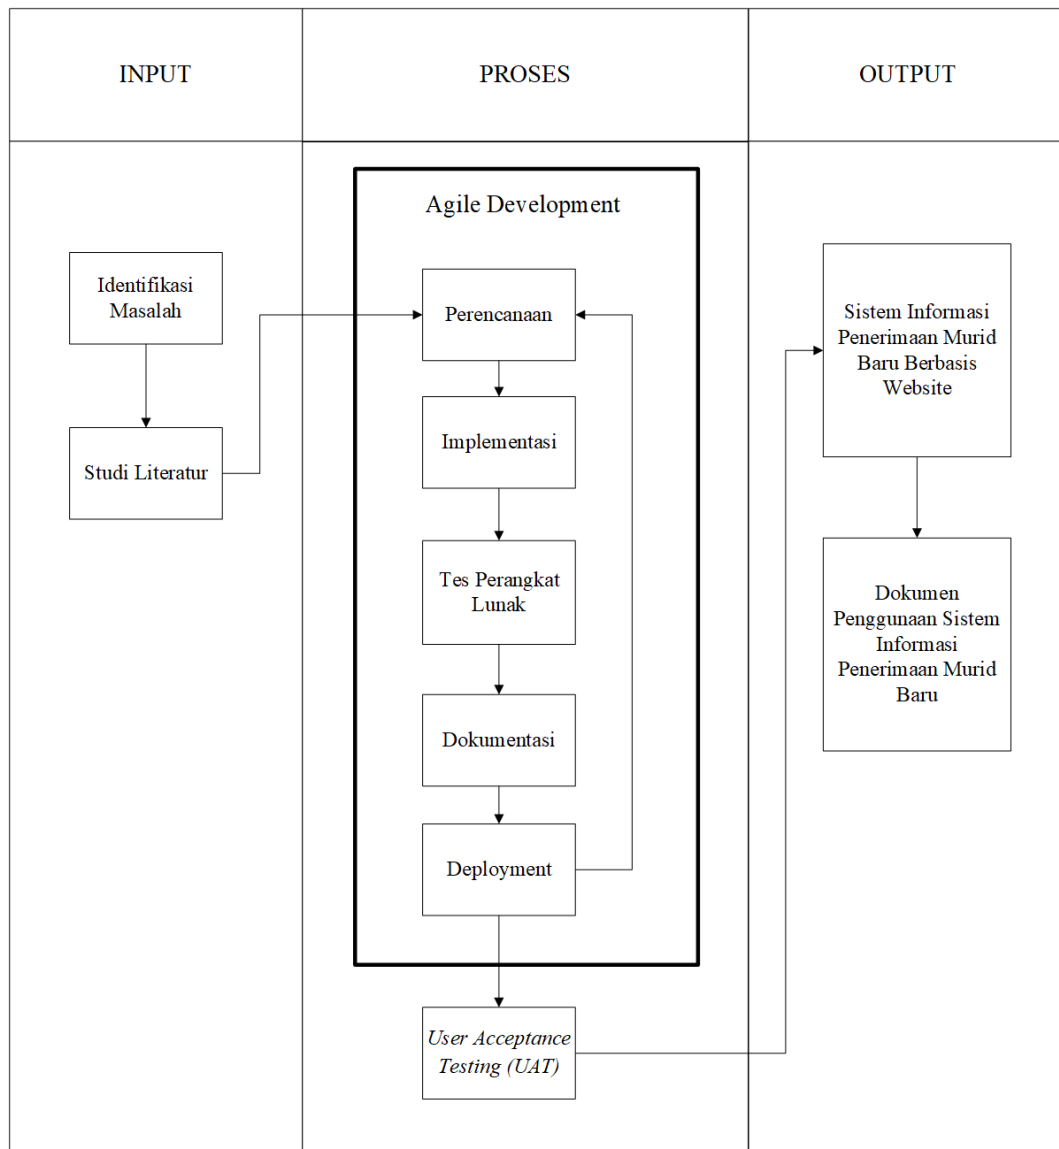 INPUT
PROSES
OUTPUT
Identifikasi
Masalah
Studi Literatur
Agile Development
Perencanaan
Implementasi
Tes Perangkat
Lunak
Dokumentasi
Deployment
User Acceptance
Testing (UAT)
Sistem Informasi
Penerimaan Murid
Baru Berbasis
Website
Dokumen
Penggunaan Sistem
Informasi
Penerimaan Murid
Baru